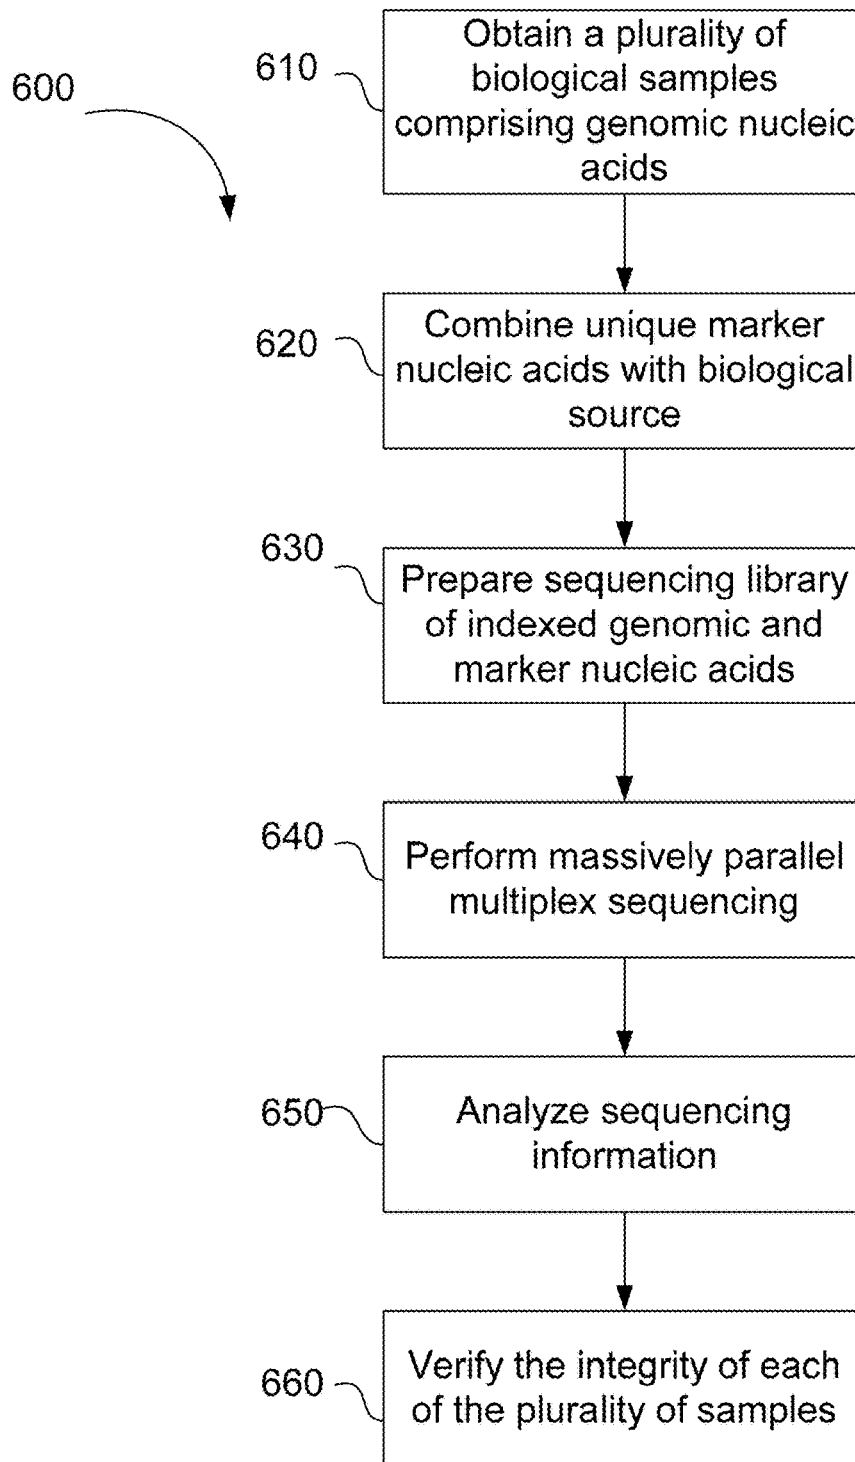 600
610
Obtain a plurality of
biological samples
comprising genomic nucleic
acids
620
Combine unique marker
nucleic acids with biological
source
630
Prepare sequencing library
of indexed genomic and
marker nucleic acids
640
Perform massively parallel
multiplex sequencing
650
Analyze sequencing
information
660
Verify the integrity of each
of the plurality of samples